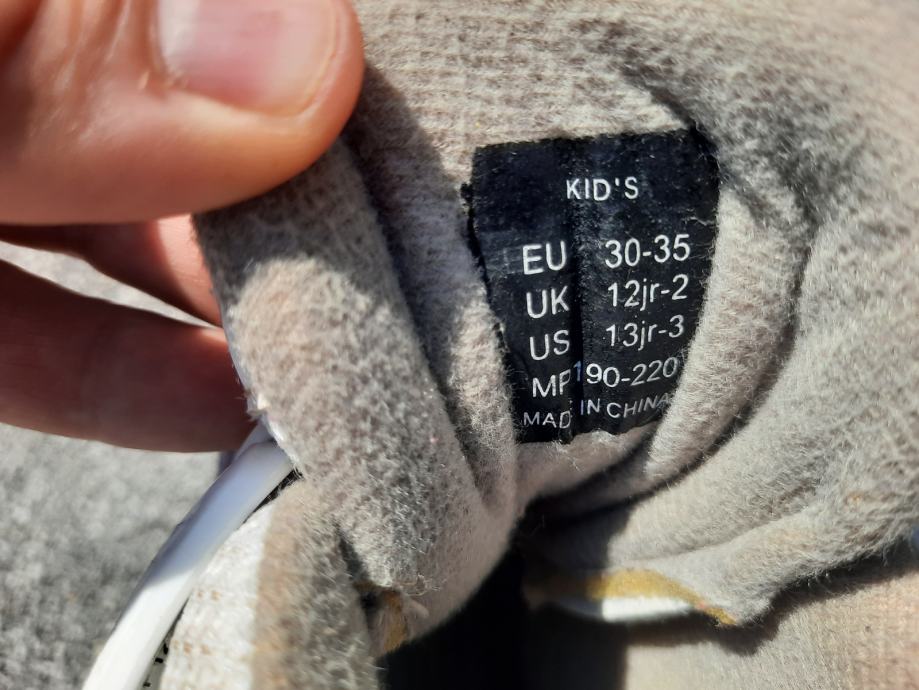 KID'S
EU 30-35
UK 12jr-2
US 13jr-3
MP 190-220
MADE IN CHINA